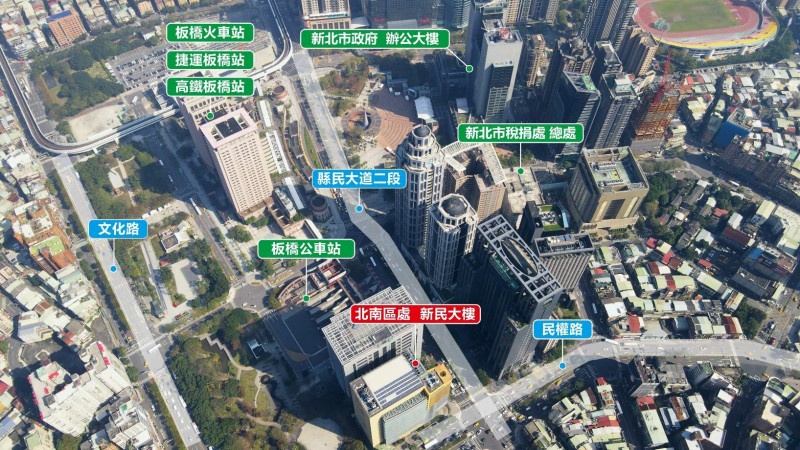 板橋火車站
捷運板橋站
高鐵板橋站
新北市政府 辦公大樓
新北市稅捐處 總處
縣民大道二段
文化路
板橋公車站
北南區處 新民大樓
民權路